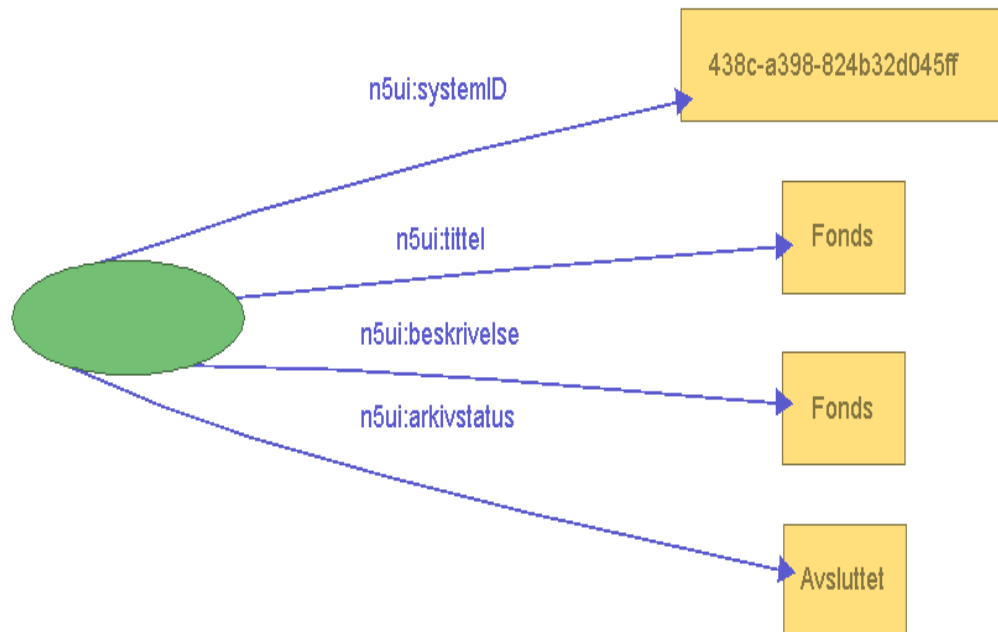 438c-a398-824b32d045ff
n5ui:systemID
n5ui:tittel
Fonds
n5ui:beskrivelse
Fonds
n5ui:arkivstatus
Avsluttet